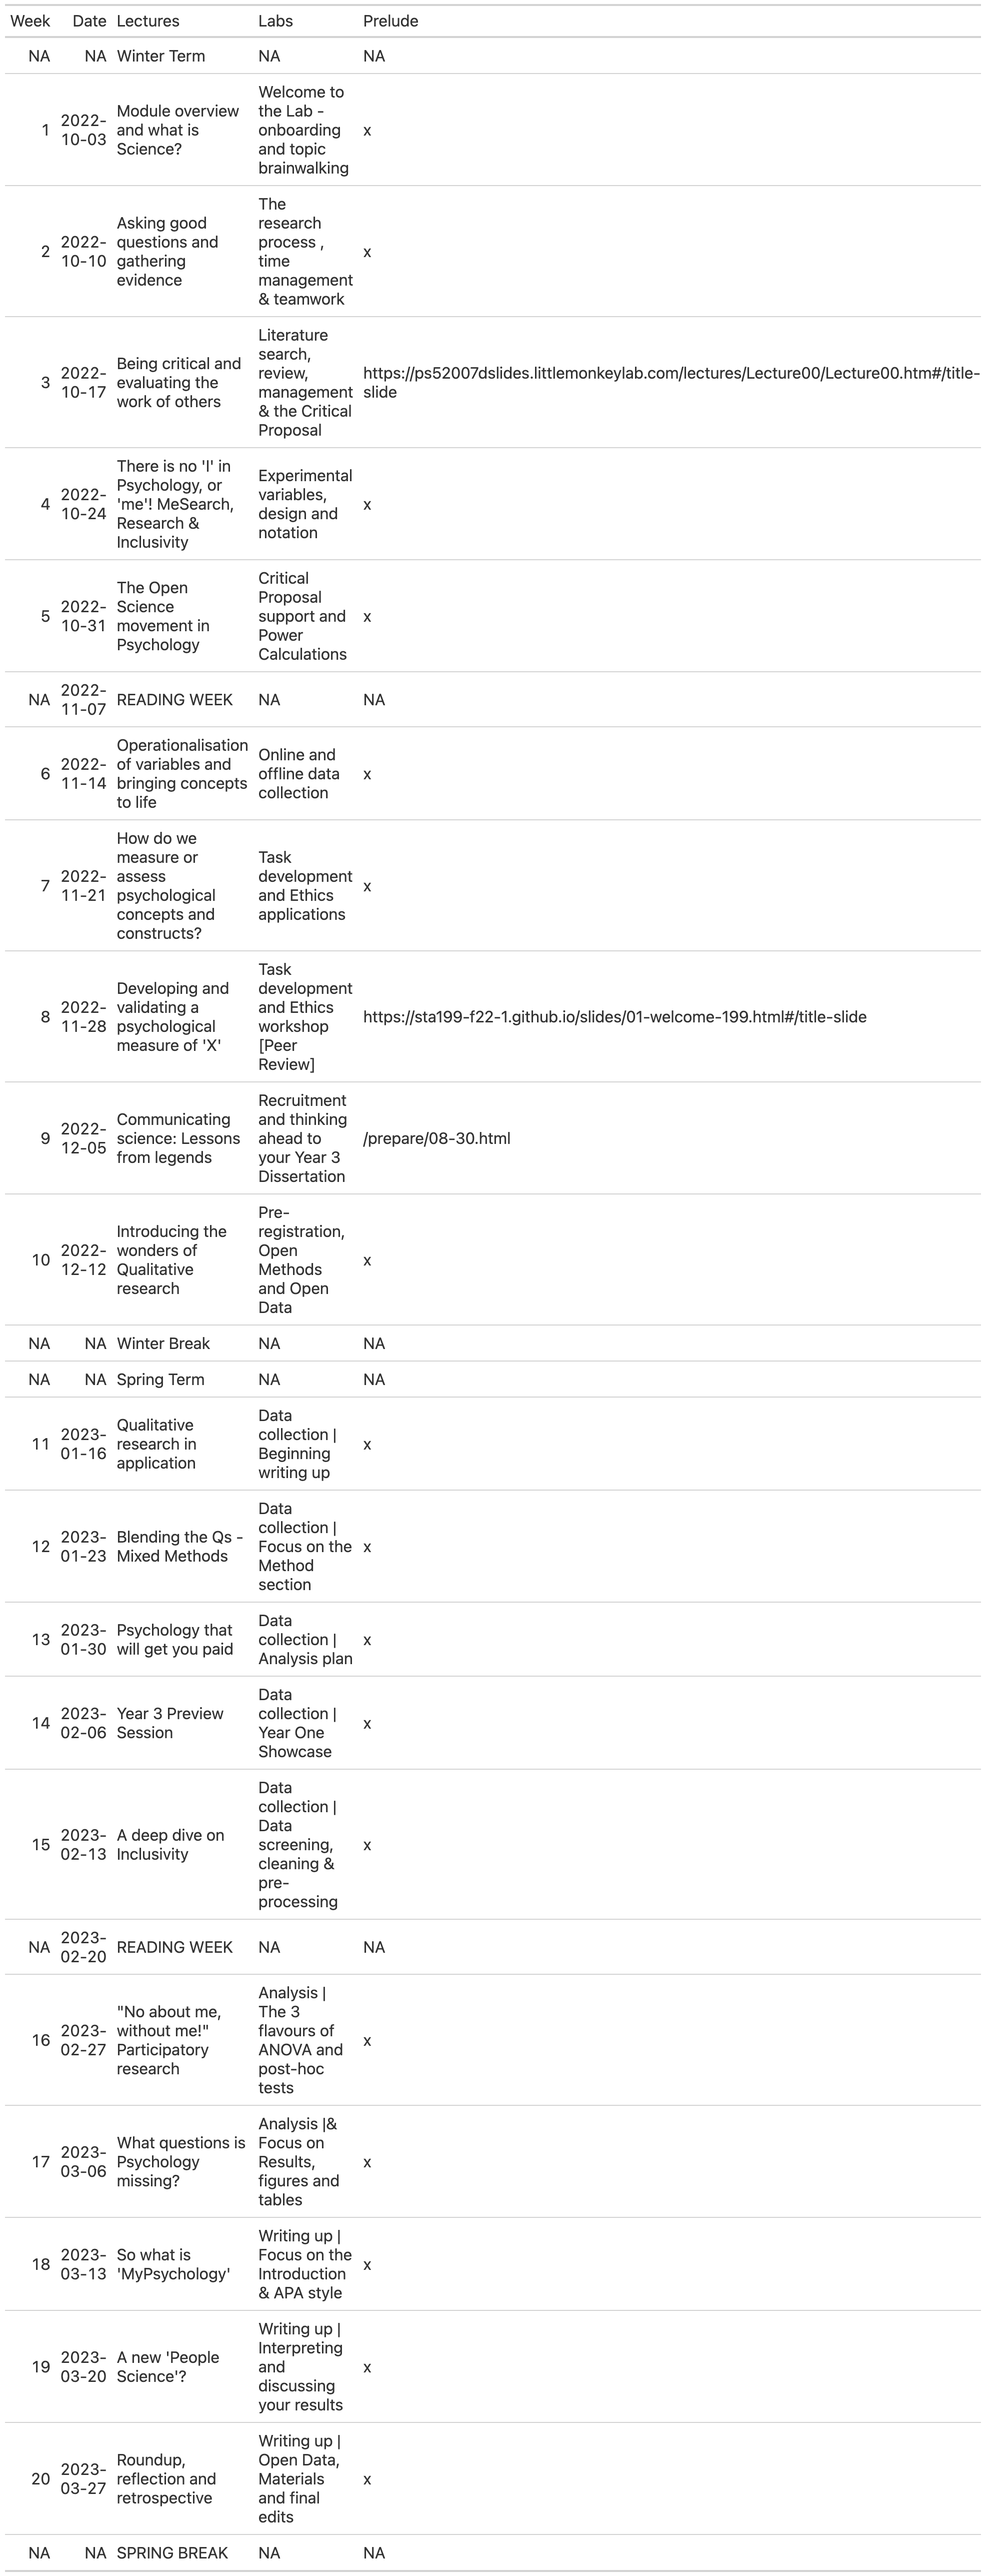 Week Date Lectures Labs Prelude
NA NA Winter Term NA NA
1 2022-10-03 Module overview and what is Science? Welcome to the Lab - onboarding and topic brainwalking x
2 2022-10-10 Asking good questions and gathering evidence The research process , time management & teamwork x
3 2022-10-17 Being critical and evaluating the work of others Literature search, review, management & the Critical Proposal https://ps52007dslides.littlemonkeylab.com/lectures/Lecture00/Lecture00.htm#/title-slide
4 2022-10-24 There is no 'I' in Psychology, or 'me'! MeSearch, Research & Inclusivity Experimental variables, design and notation x
5 2022-10-31 The Open Science movement in Psychology Critical Proposal support and Power Calculations x
NA 2022-11-07 READING WEEK NA NA
6 2022-11-14 Operationalisation of variables and bringing concepts to life Online and offline data collection x
7 2022-11-21 How do we measure or assess psychological concepts and constructs? Task development and Ethics applications x
8 2022-11-28 Developing and validating a psychological measure of 'X' Task development and Ethics workshop [Peer Review] https://sta199-f22-1.github.io/slides/01-welcome-199.html#/title-slide
9 2022-12-05 Communicating science: Lessons from legends Recruitment and thinking ahead to your Year 3 Dissertation /prepare/08-30.html
10 2022-12-12 Introducing the wonders of Qualitative research Pre-registration, Open Methods and Open Data x
NA NA Winter Break NA NA
NA NA Spring Term NA NA
11 2023-01-16 Qualitative research in application Data collection | Beginning writing up x
12 2023-01-23 Blending the Qs - Mixed Methods Data collection | Focus on the Method section x
13 2023-01-30 Psychology that will get you paid Data collection | Analysis plan x
14 2023-02-06 Year 3 Preview Session Data collection | Year One Showcase x
15 2023-02-13 A deep dive on Inclusivity Data collection | Data screening, cleaning & pre-processing x
NA 2023-02-20 READING WEEK NA NA
16 2023-02-27 "No about me, without me!" Participatory research Analysis | The 3 flavours of ANOVA and post-hoc tests x
17 2023-03-06 What questions is Psychology missing? Analysis |& Focus on Results, figures and tables x
18 2023-03-13 So what is 'MyPsychology' Writing up | Focus on the Introduction & APA style x
19 2023-03-20 A new 'People Science'? Writing up | Interpreting and discussing your results x
20 2023-03-27 Roundup, reflection and retrospective Writing up | Open Data, Materials and final edits x
NA NA SPRING BREAK NA NA